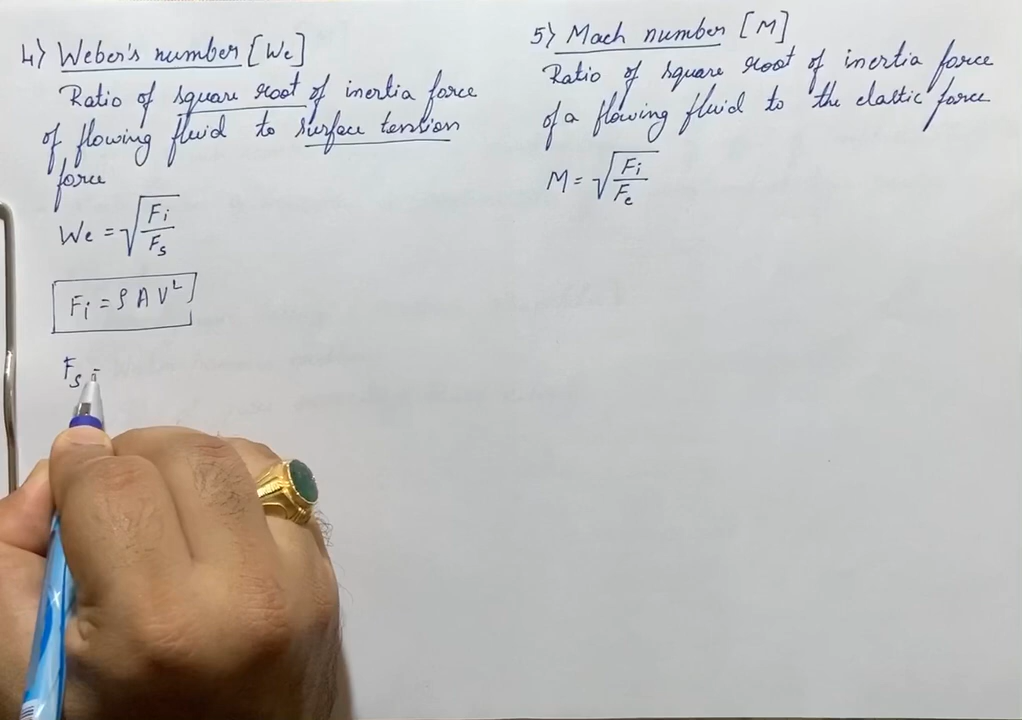 4) Weber's number [We]
Ratio of square root of inertia force
of flowing fluid to surface tension
force
We = √(Fi/Fs)
Fi = ρ A V²
Fs =
5) Mach number [M]
Ratio of square root of inertia force
of a flowing fluid to the elastic force
M = √(Fi/Fe)